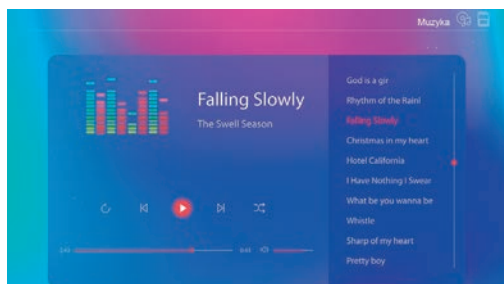 Muzyka
Falling Slowly
The Swell Season
God is a gir
Rhythm of the Rainl
Falling Slowly
Christmas in my heart
Hotel California
I Have Nothing I Swear
What be you wanna be
Whistle
Sharp of my heart
Pretty boy